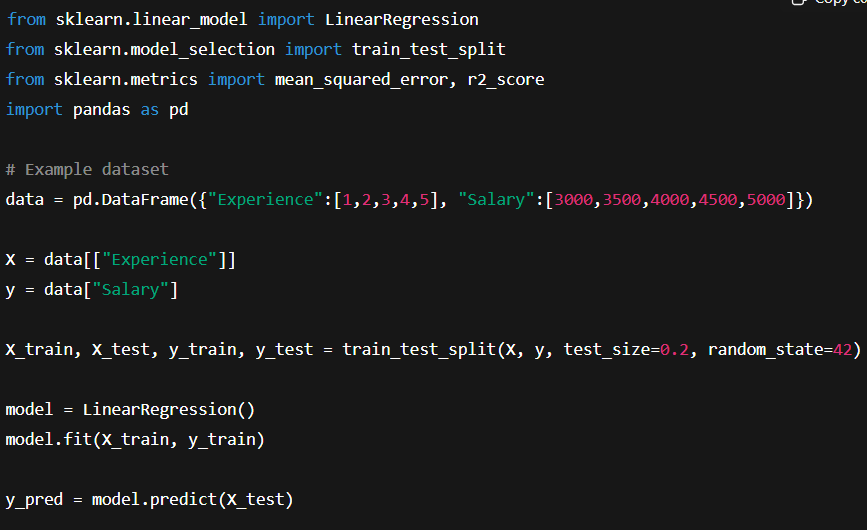 Copy co
from sklearn.linear_model import LinearRegression
from sklearn.model_selection import train_test_split
from sklearn.metrics import mean_squared_error, r2_score
import pandas as pd
# Example dataset
data = pd.DataFrame({"Experience":[1,2,3,4,5], "Salary":[3000,3500,4000,4500,5000]})
X = data[["Experience"]]
y = data["Salary"]
X_train, X_test, y_train, y_test = train_test_split(X, y, test_size=0.2, random_state=42)
model = LinearRegression()
model.fit(X_train, y_train)
y_pred = model.predict(X_test)